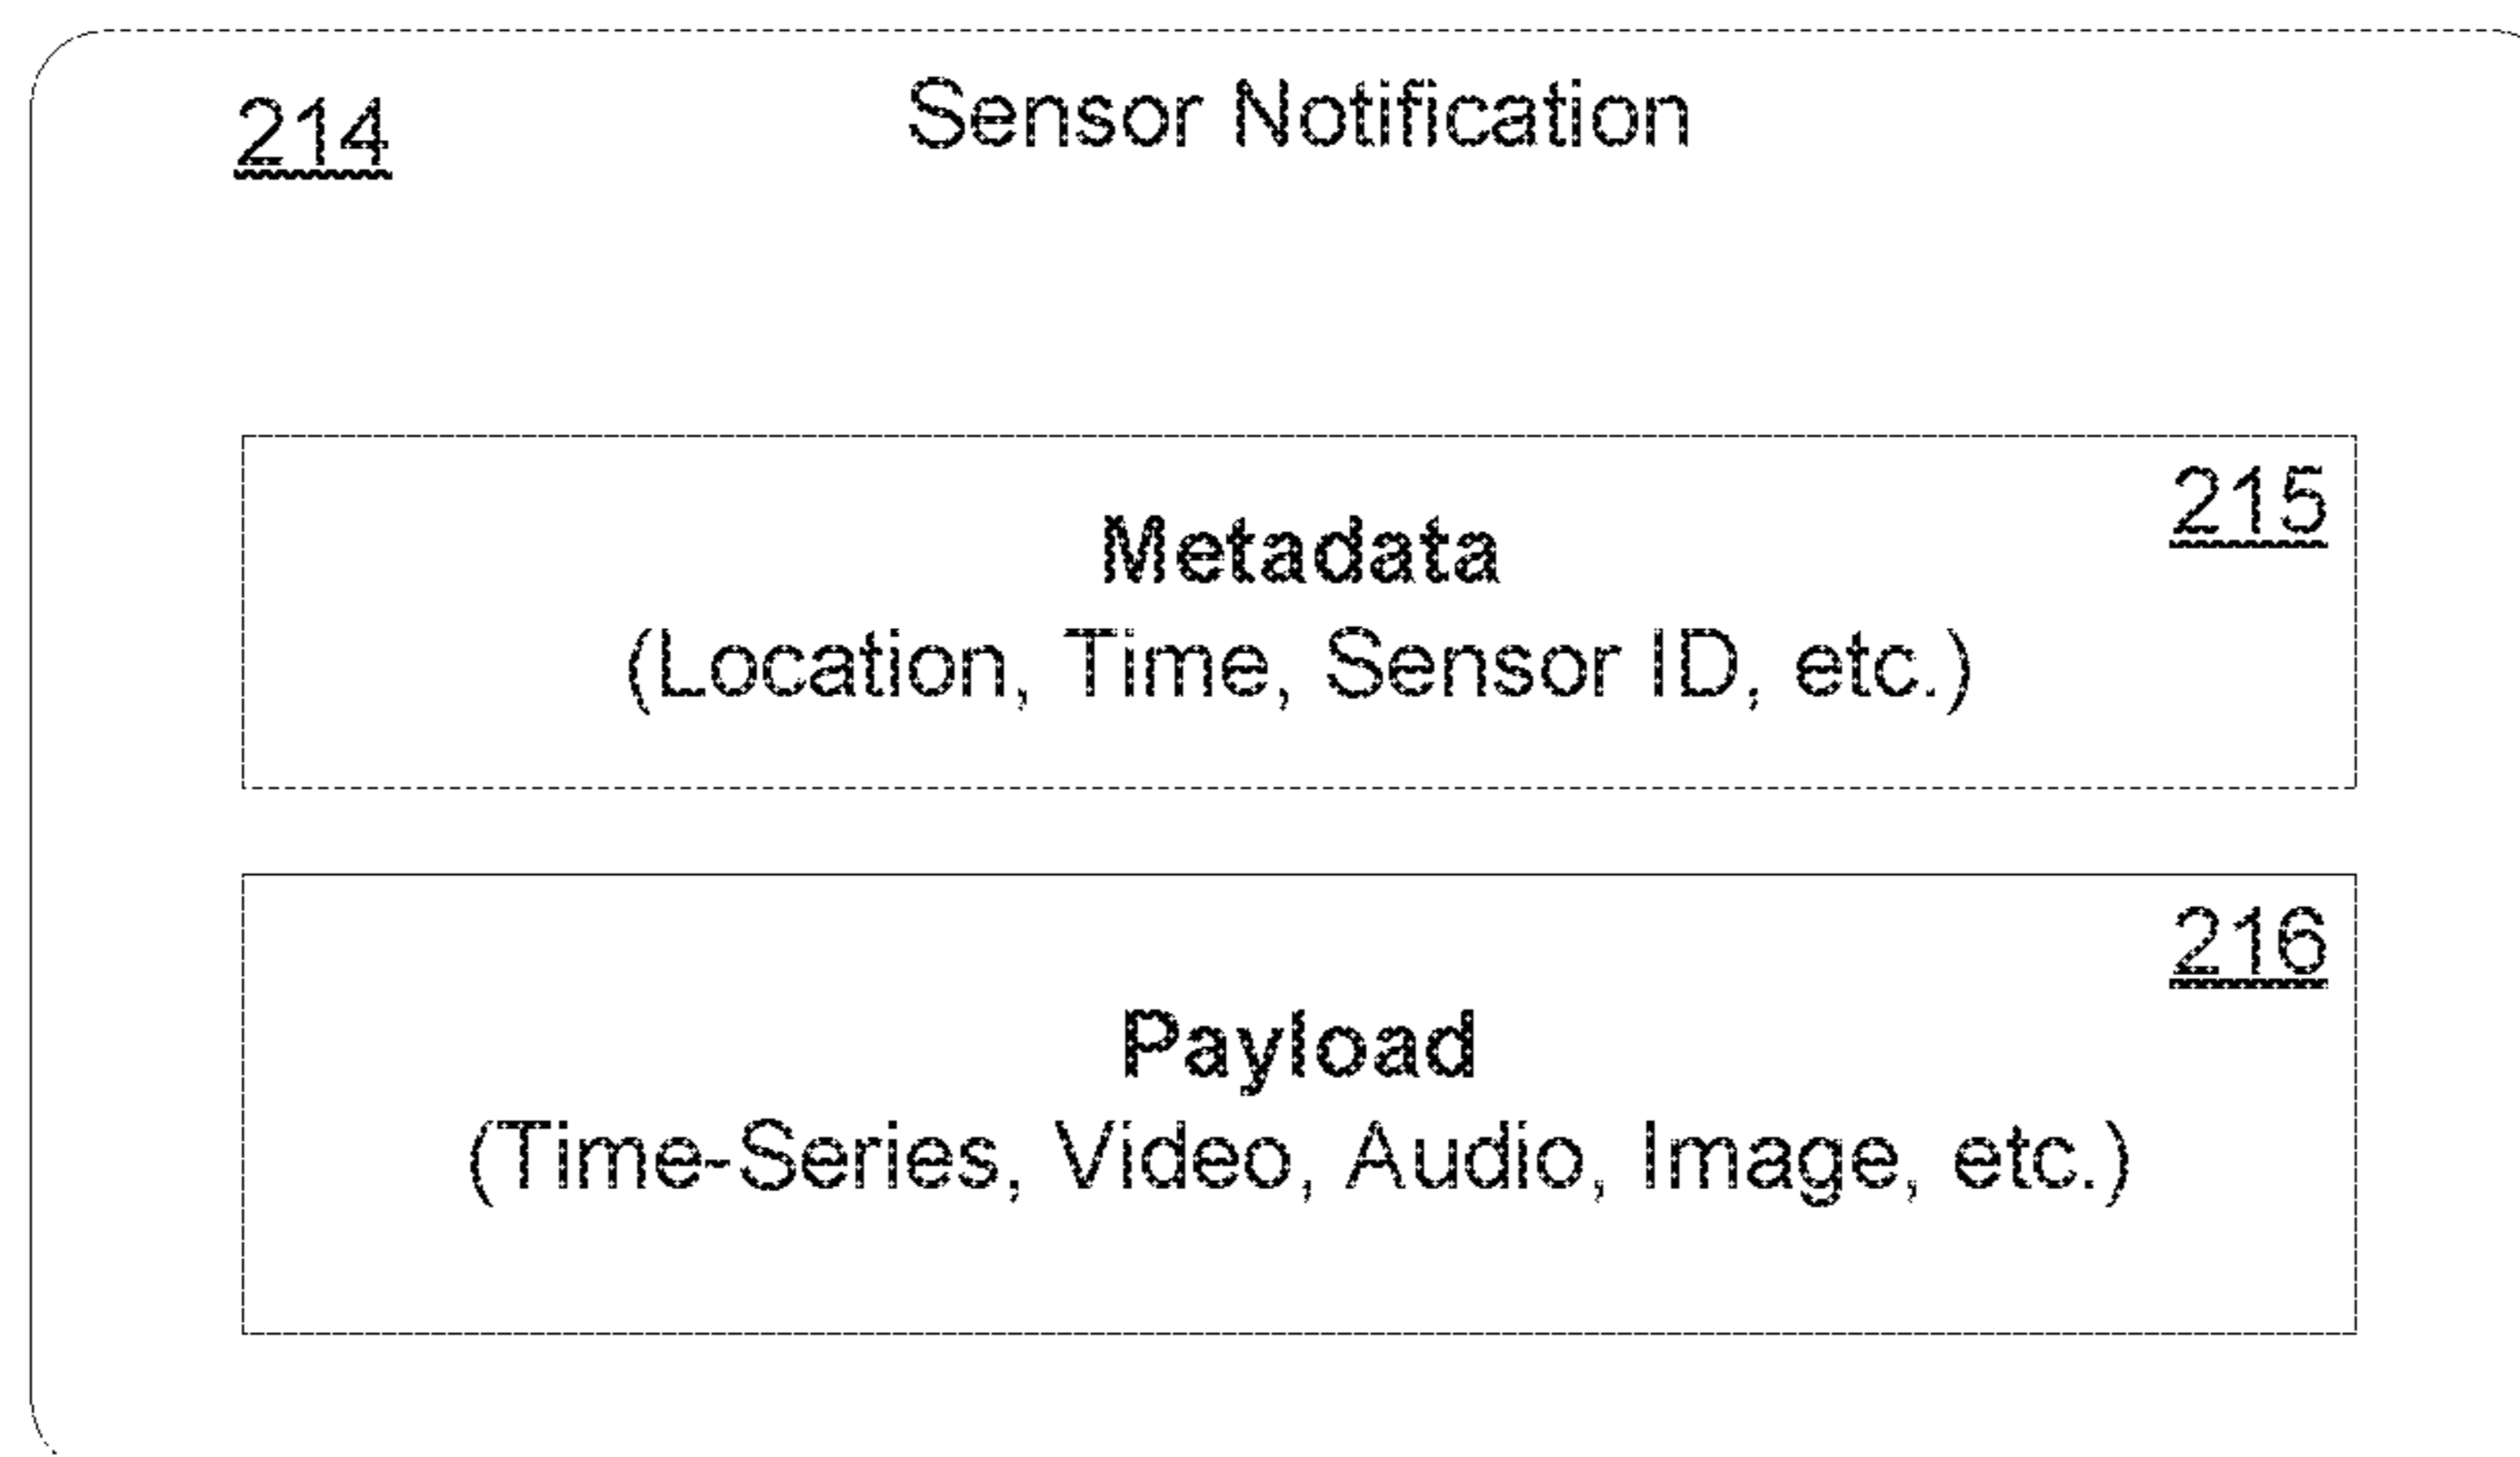 214
Sensor Notification
215
Metadata
(Location, Time, Sensor ID, etc.)
216
Payload
(Time-Series, Video, Audio, Image, etc.)